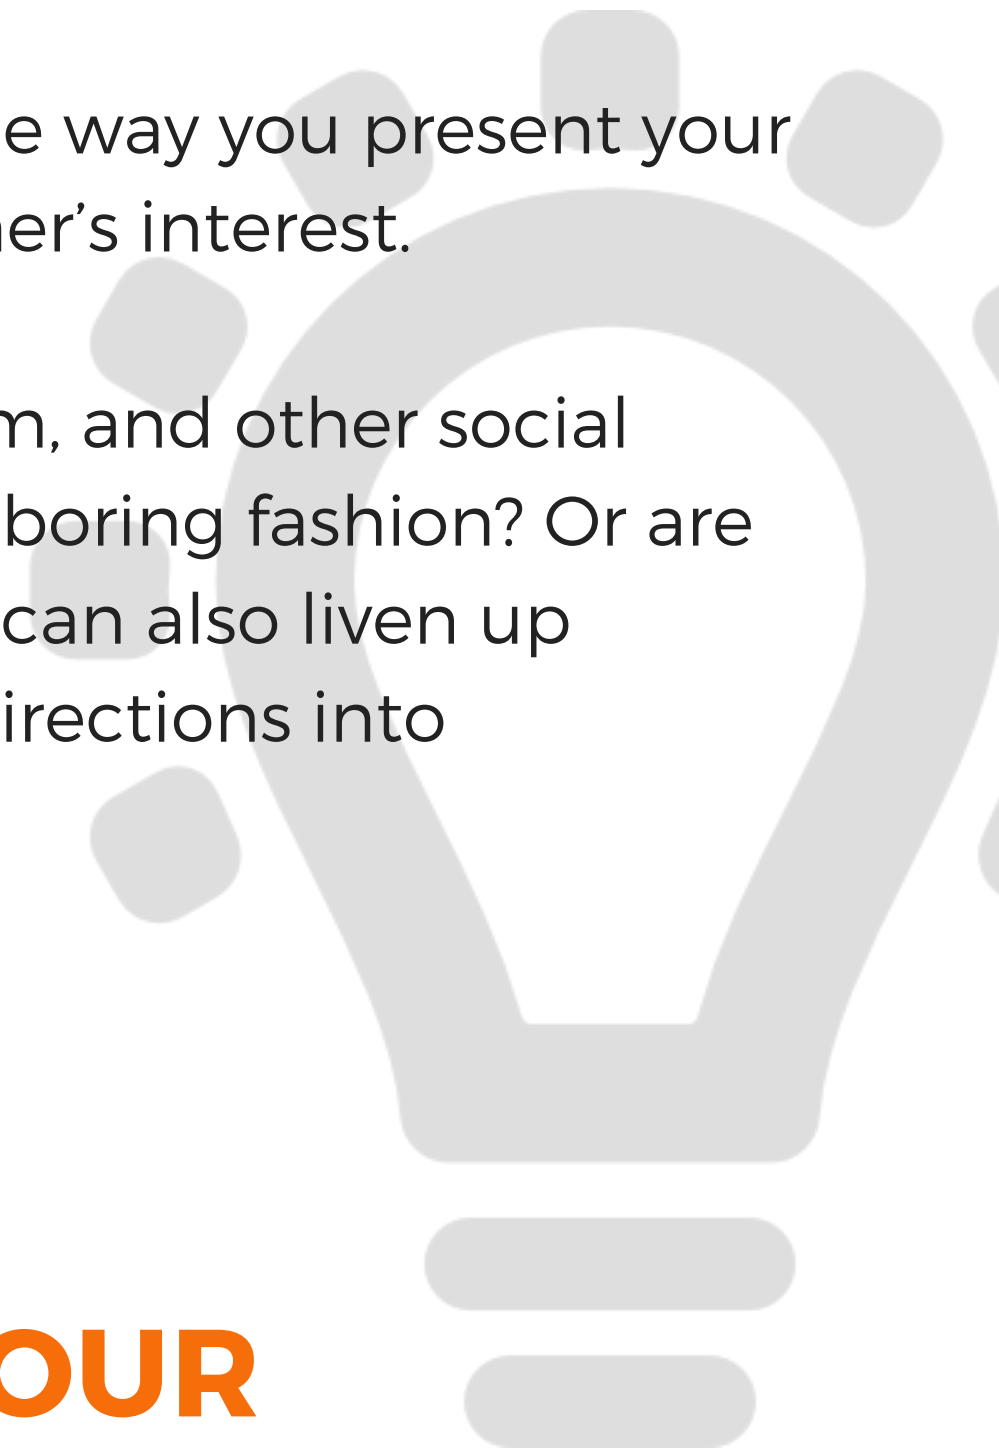 e way you present your
er’s interest.
m, and other social
boring fashion? Or are
can also liven up
irections into
OUR